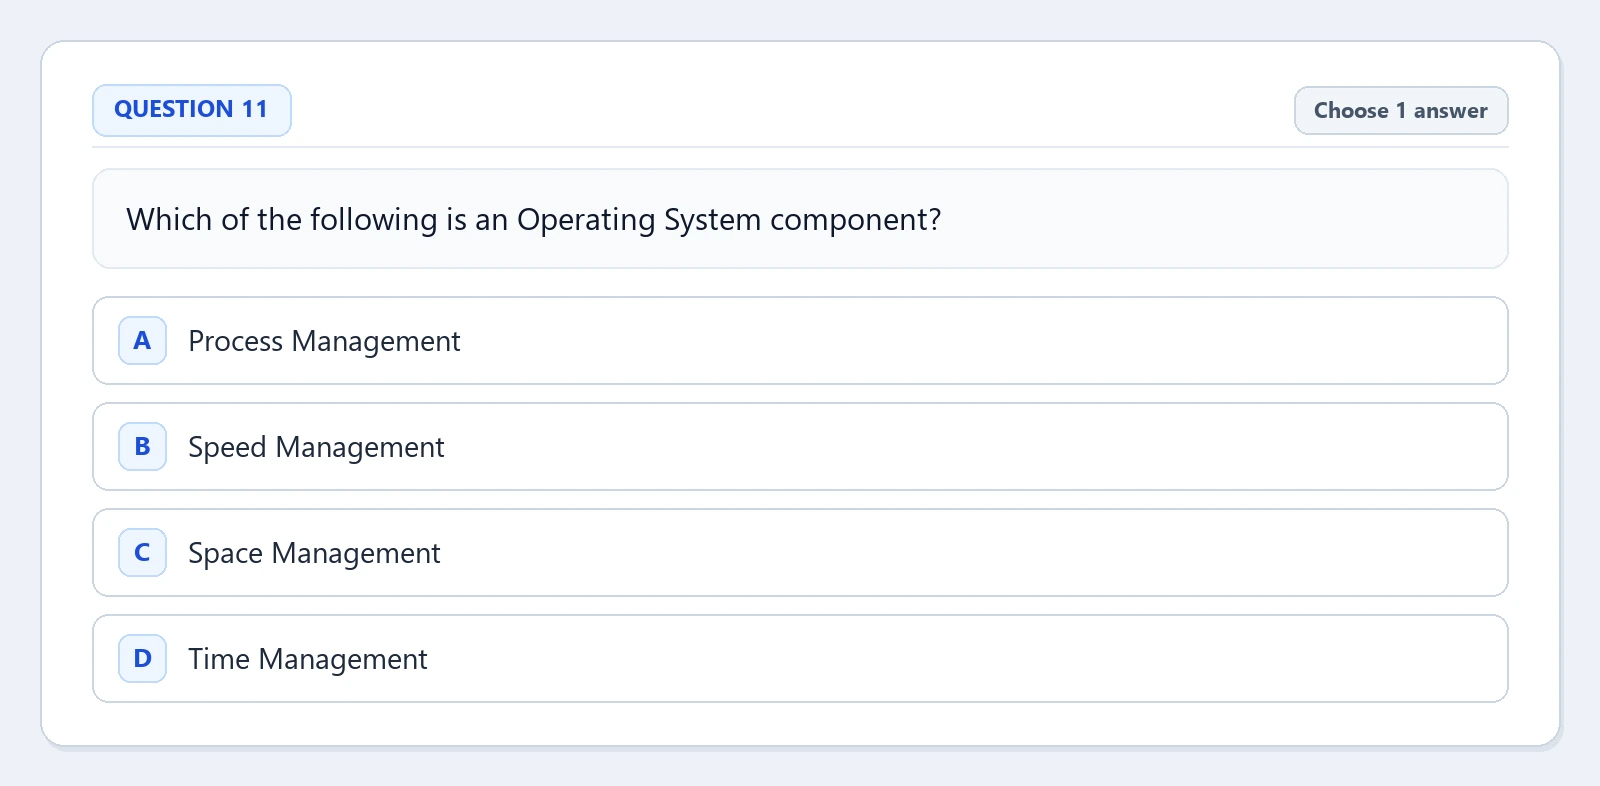 QUESTION 11
Choose 1 answer
Which of the following is an Operating System component?
A Process Management
B Speed Management
C Space Management
D Time Management